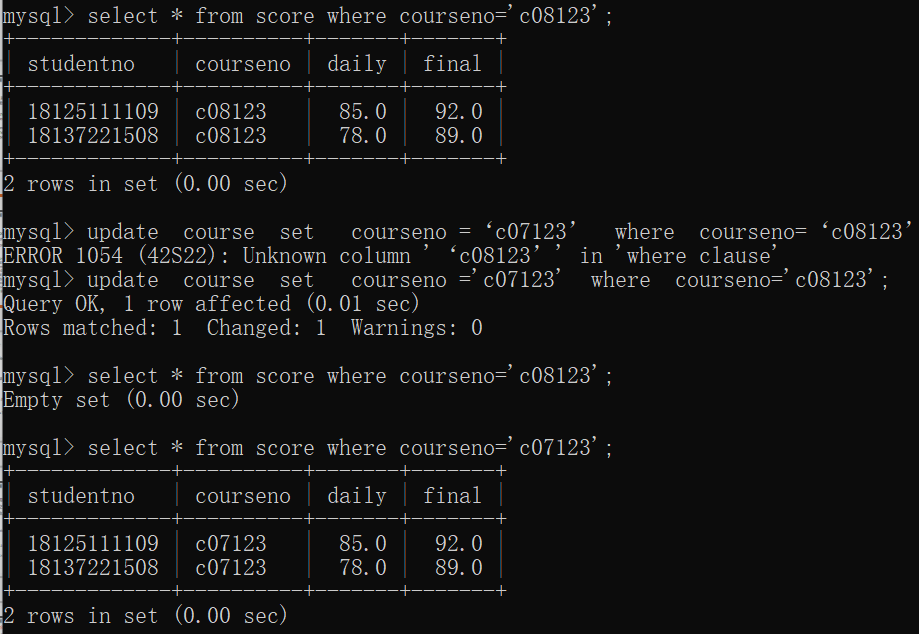 mysql> select * from score where courseno='c08123';
+-------------+----------+-------+-------+
| studentno   | courseno | daily | final |
+-------------+----------+-------+-------+
| 18125111109 | c08123   |  85.0 |  92.0 |
| 18137221508 | c08123   |  78.0 |  89.0 |
+-------------+----------+-------+-------+
2 rows in set (0.00 sec)
mysql> update  course  set   courseno = ‘c07123’   where  courseno= ‘c08123’
ERROR 1054 (42S22): Unknown column ' ‘c08123’ ' in 'where clause'
mysql> update  course  set   courseno ='c07123'  where  courseno='c08123';
Query OK, 1 row affected (0.01 sec)
Rows matched: 1  Changed: 1  Warnings: 0
mysql> select * from score where courseno='c08123';
Empty set (0.00 sec)
mysql> select * from score where courseno='c07123';
+-------------+----------+-------+-------+
| studentno   | courseno | daily | final |
+-------------+----------+-------+-------+
| 18125111109 | c07123   |  85.0 |  92.0 |
| 18137221508 | c07123   |  78.0 |  89.0 |
+-------------+----------+-------+-------+
2 rows in set (0.00 sec)